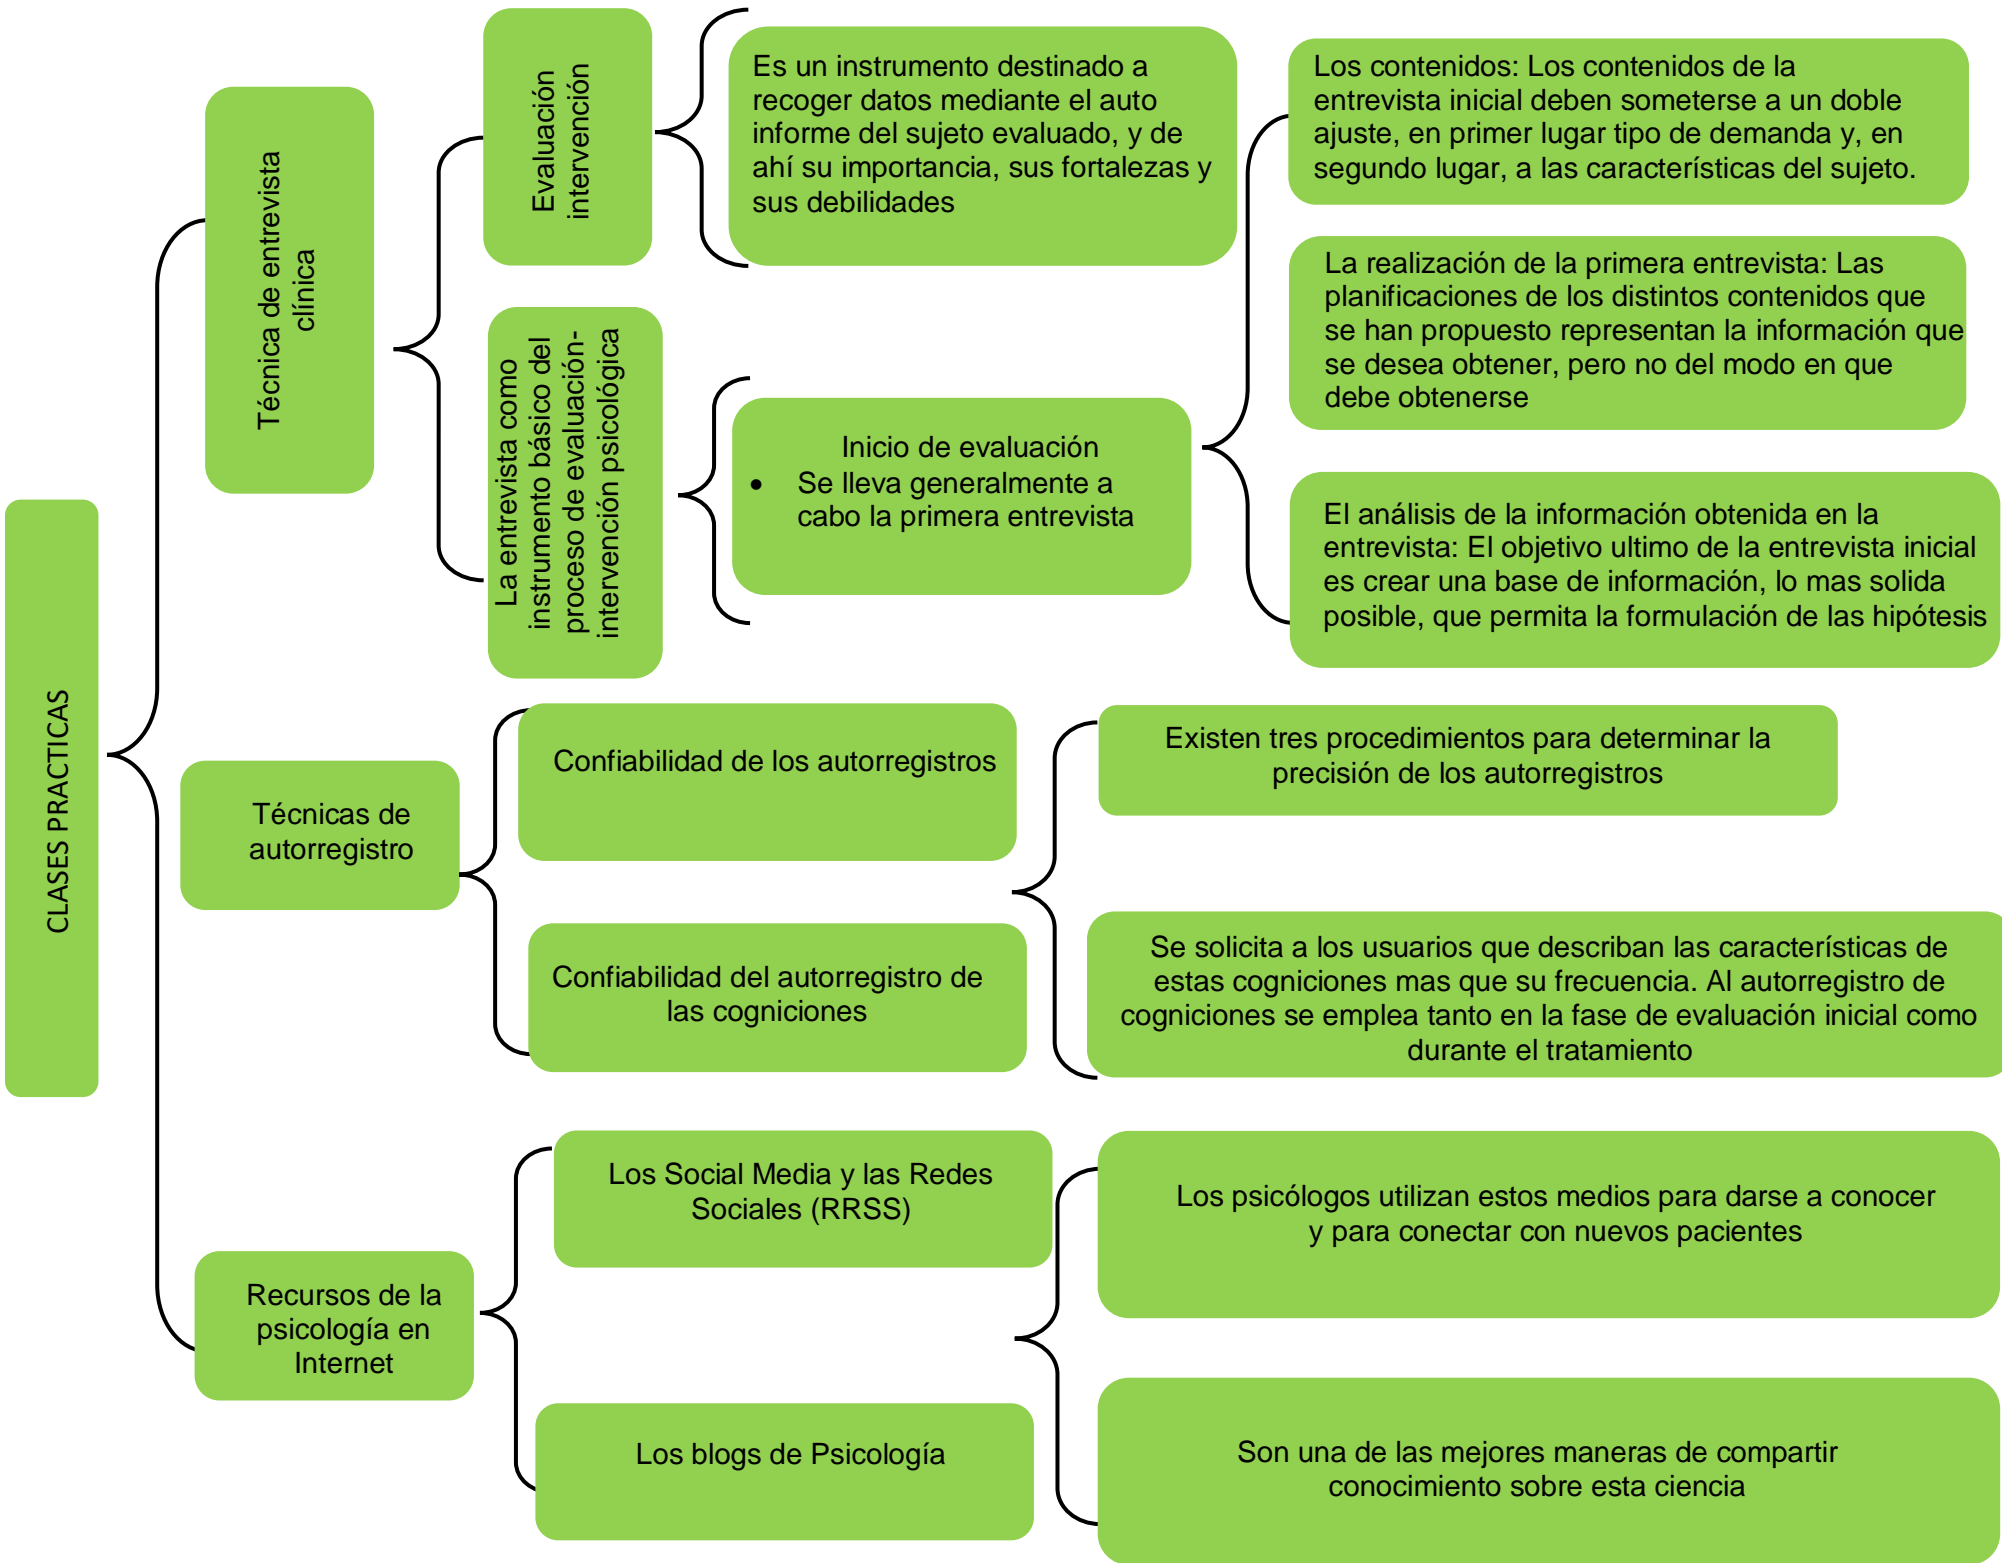 CLASES PRACTICAS
Técnica de entrevista
clínica
Evaluación
intervención
Es un instrumento destinado a
recoger datos mediante el auto
informe del sujeto evaluado, y de
ahí su importancia, sus fortalezas y
sus debilidades
La entrevista como
instrumento básico del
proceso de evaluación-
intervención psicológica
Inicio de evaluación
• Se lleva generalmente a
cabo la primera entrevista
Los contenidos: Los contenidos de la
entrevista inicial deben someterse a un doble
ajuste, en primer lugar tipo de demanda y, en
segundo lugar, a las características del sujeto.
La realización de la primera entrevista: Las
planificaciones de los distintos contenidos que
se han propuesto representan la información que
se desea obtener, pero no del modo en que
debe obtenerse
El análisis de la información obtenida en la
entrevista: El objetivo ultimo de la entrevista inicial
es crear una base de información, lo mas solida
posible, que permita la formulación de las hipótesis
Técnicas de
autorregistro
Confiabilidad de los autorregistros
Confiabilidad del autorregistro de
las cogniciones
Existen tres procedimientos para determinar la
precisión de los autorregistros
Se solicita a los usuarios que describan las características de
estas cogniciones mas que su frecuencia. Al autorregistro de
cogniciones se emplea tanto en la fase de evaluación inicial como
durante el tratamiento
Recursos de la
psicología en
Internet
Los Social Media y las Redes
Sociales (RRSS)
Los blogs de Psicología
Los psicólogos utilizan estos medios para darse a conocer
y para conectar con nuevos pacientes
Son una de las mejores maneras de compartir
conocimiento sobre esta ciencia